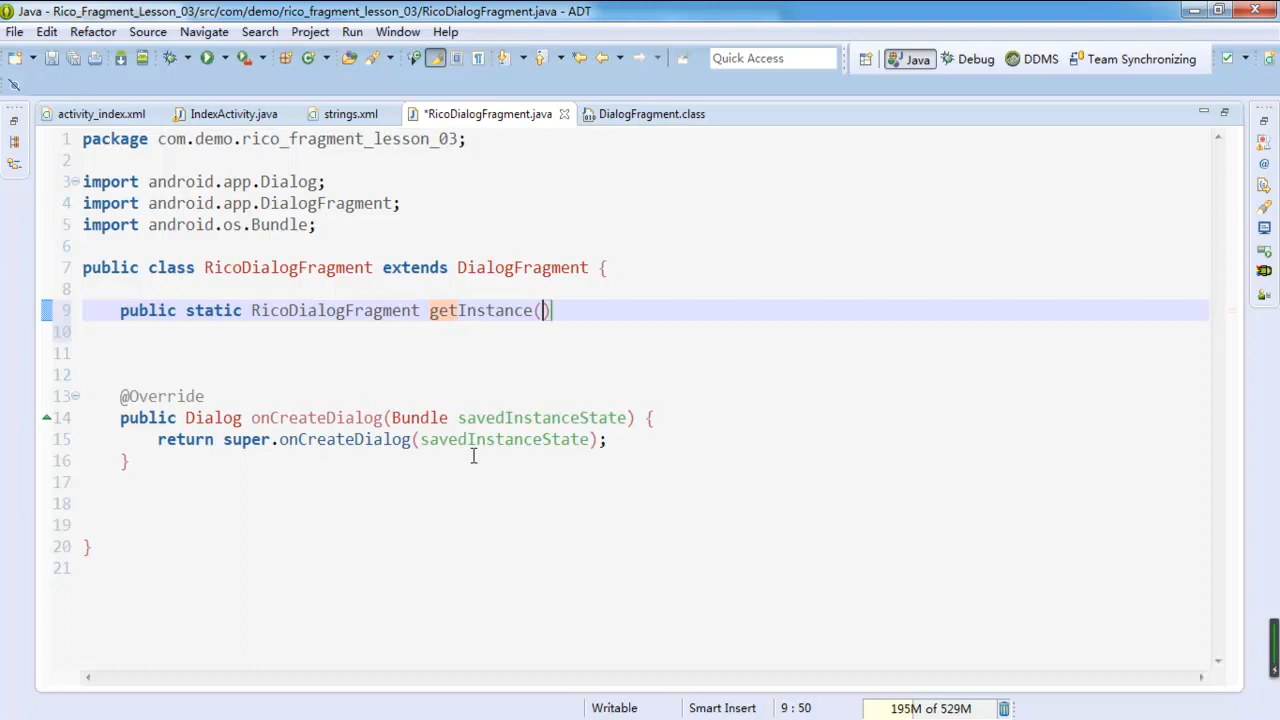 Java - Rico_Fragment_Lesson_03/src/com/demo/rico_fragment_lesson_03/RicoDialogFragment.java - ADT
File Edit Refactor Source Navigate Search Project Run Window Help
Quick Access Java Debug DDMS Team Synchronizing
activity_index.xml IndexActivity.java strings.xml *RicoDialogFragment.java DialogFragment.class
1 package com.demo.rico_fragment_lesson_03;
2
3 import android.app.Dialog;
4 import android.app.DialogFragment;
5 import android.os.Bundle;
6
7 public class RicoDialogFragment extends DialogFragment {
8
9 public static RicoDialogFragment getInstance()
10
11
12
13 @Override
14 public Dialog onCreateDialog(Bundle savedInstanceState) {
15 return super.onCreateDialog(savedInstanceState);
16 }
17
18
19
20 }
21
Writable Smart Insert 9 : 50 195M of 529M